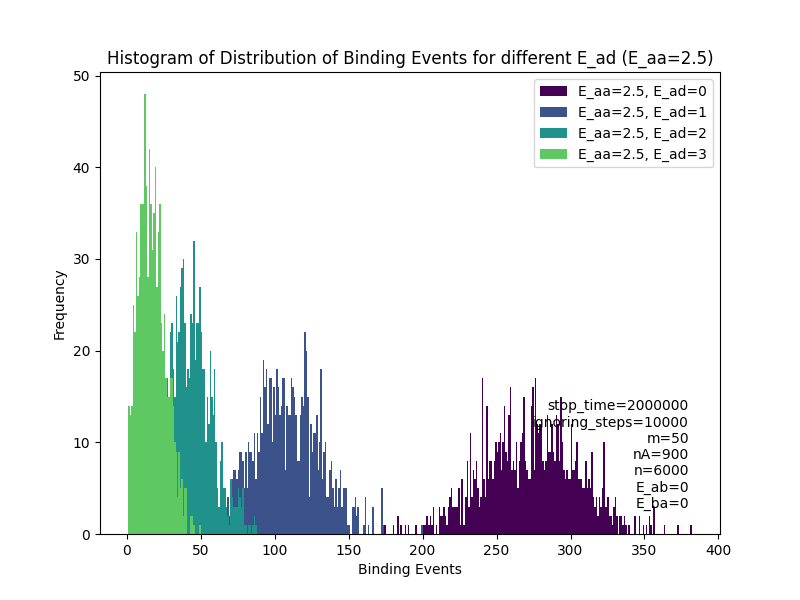 Histogram of Distribution of Binding Events for different E_ad (E_aa=2.5)
50
40
30
20
10
0
Frequency
E_aa=2.5, E_ad=0
E_aa=2.5, E_ad=1
E_aa=2.5, E_ad=2
E_aa=2.5, E_ad=3
stop_time=2000000
ignoring_steps=10000
m=50
nA=900
n=6000
E_ab=0
E_ba=0
0
50
100
150
200
250
300
350
400
Binding Events